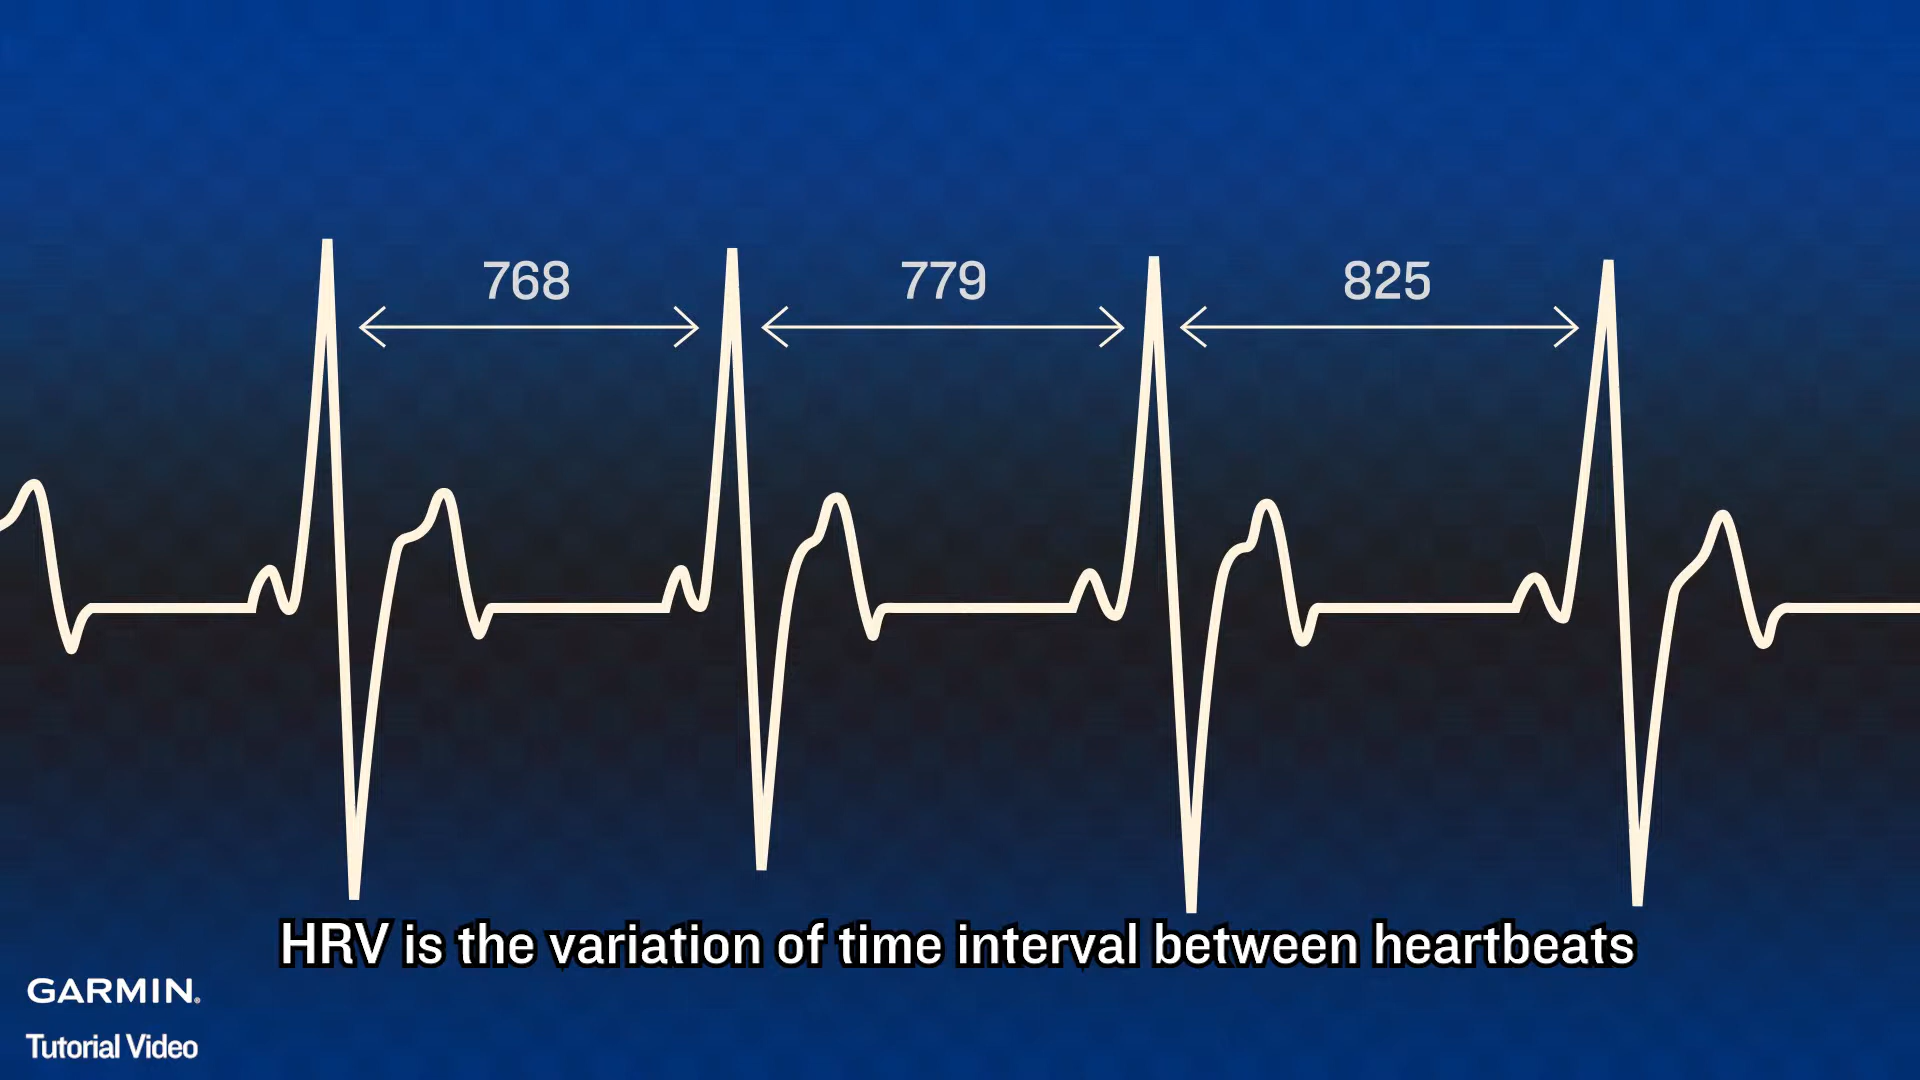 768 779 825
HRV is the variation of time interval between heartbeats
GARMIN®
Tutorial Video